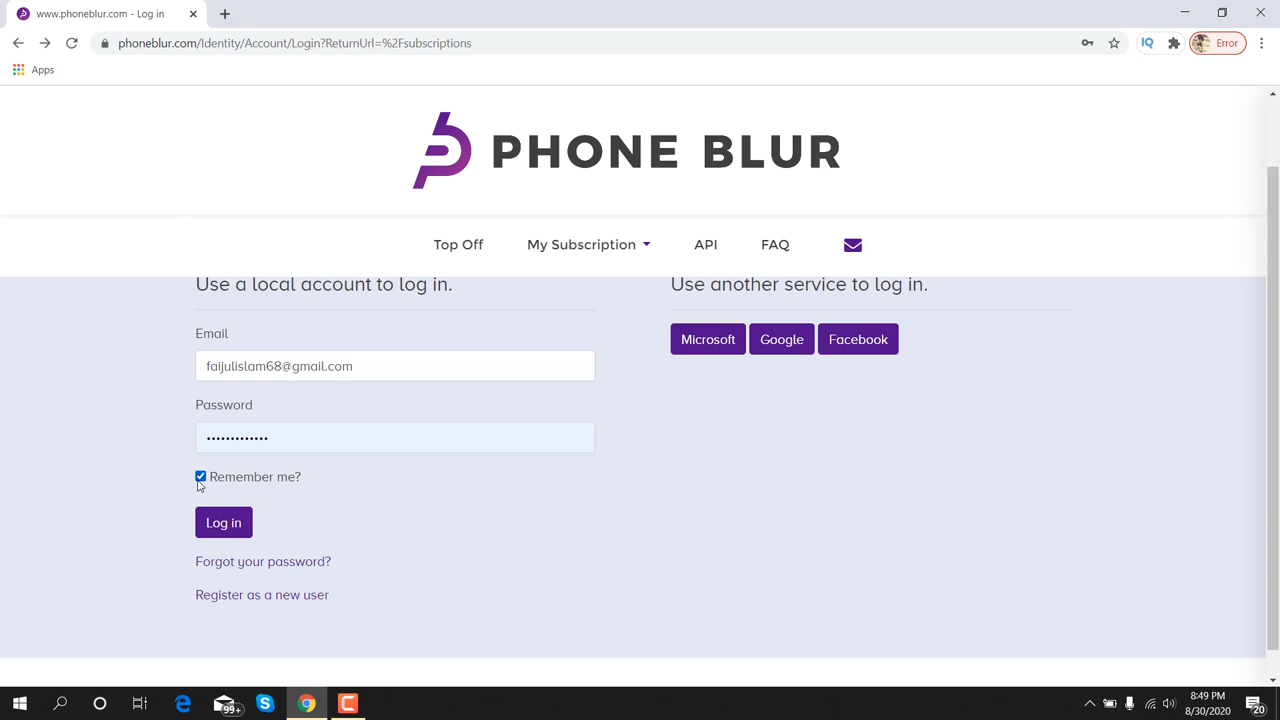 www.phoneblur.com - Log in
phoneblur.com/Identity/Account/Login?ReturnUrl=%2Fsubscriptions
IQ
Error
Apps
PHONE BLUR
Top Off
My Subscription
API
FAQ
Use a local account to log in.
Use another service to log in.
Email
faijulislam68@gmail.com
Microsoft
Google
Facebook
Password
•••••••••••••
Remember me?
Log in
Forgot your password?
Register as a new user
99+
8:49 PM
8/30/2020
20